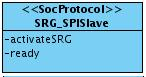 <<SocProtocol>>
SRG_SPISlave
-activateSRG
-ready